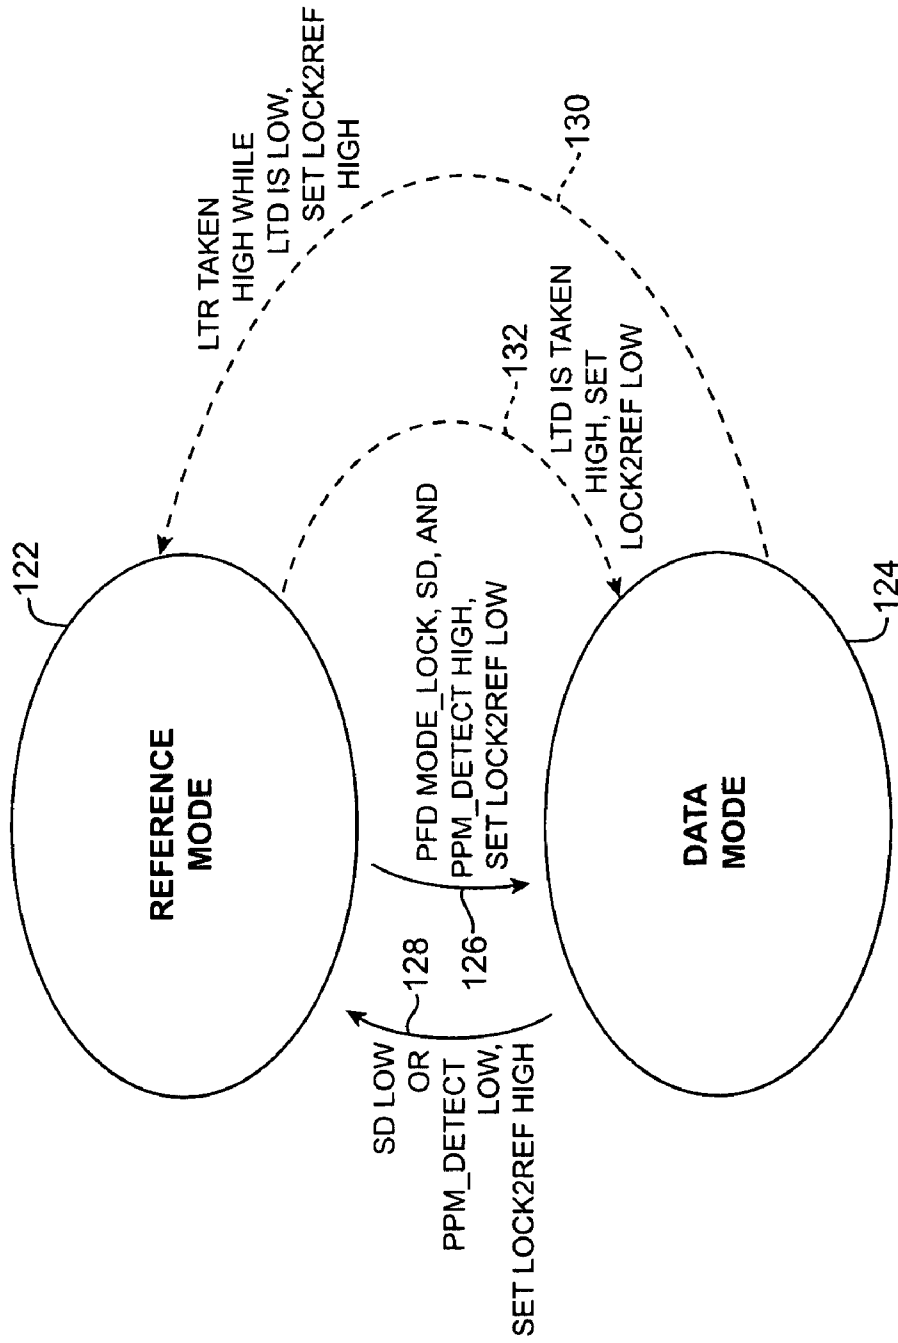 LTR TAKEN
HIGH WHILE
LTD IS LOW,
SET LOCK2REF
HIGH
130
132
LTD IS TAKEN
HIGH, SET
LOCK2REF LOW
122
REFERENCE
MODE
PFD MODE_LOCK, SD, AND
PPM_DETECT HIGH,
SET LOCK2REF LOW
126
128
SD LOW
OR
PPM_DETECT
LOW,
SET LOCK2REF HIGH
DATA
MODE
124